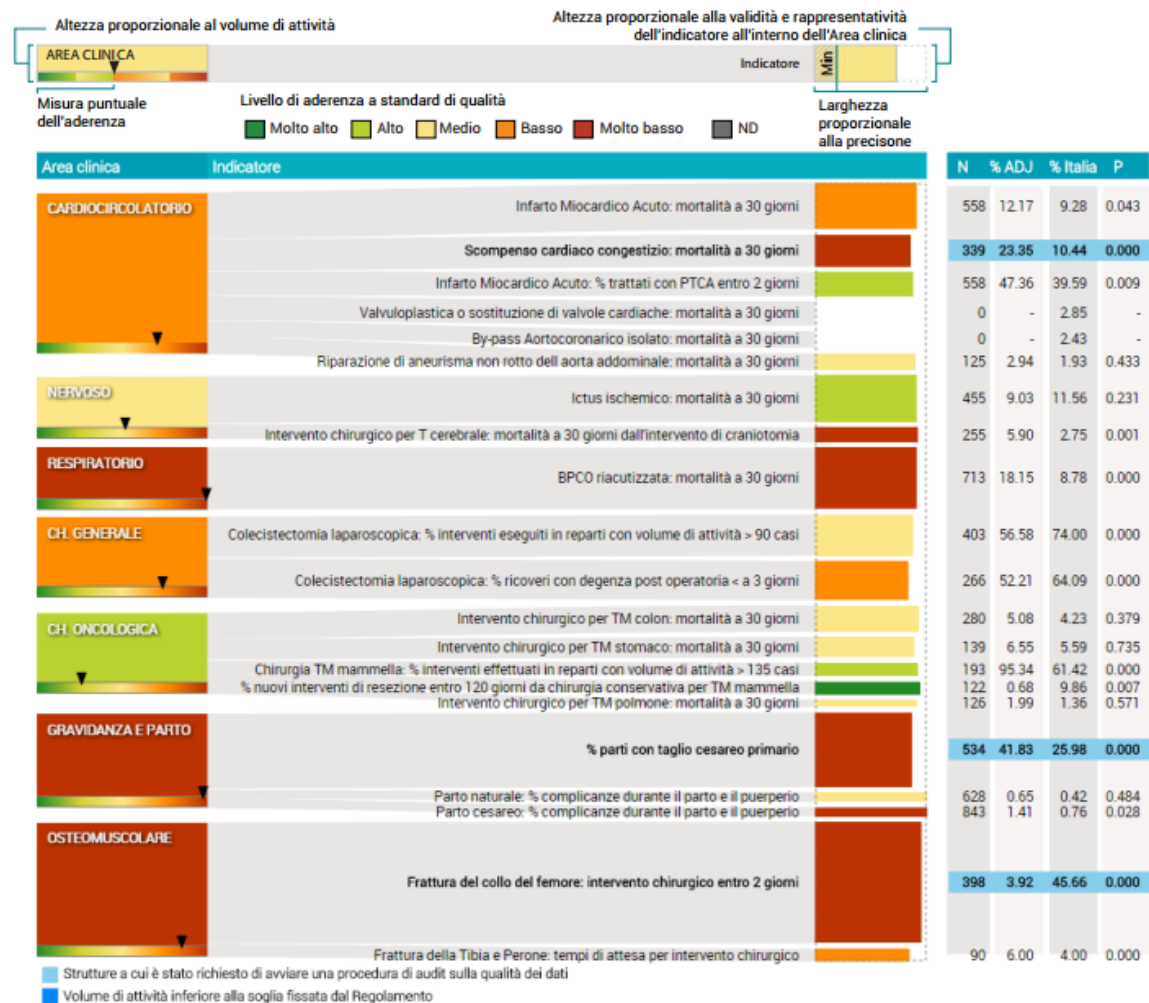 Altezza proporzionale al volume di attività
Altezza proporzionale alla validità e rappresentatività
dell'indicatore all'interno dell'Area clinica
AREA CLINICA
Indicatore
Min
Misura puntuale
dell'aderenza
Livello di aderenza a standard di qualità
Molto alto Alto Medio Basso Molto basso ND
Larghezza
proporzionale
alla precisone
Area clinica Indicatore N % ADJ % Italia P
CARDIOCIRCOLATORIO
Infarto Miocardico Acuto: mortalità a 30 giorni 558 12.17 9.28 0.043
Scompenso cardiaco congestizio: mortalità a 30 giorni 339 23.35 10.44 0.000
Infarto Miocardico Acuto: % trattati con PTCA entro 2 giorni 558 47.36 39.59 0.009
Valvuloplastica o sostituzione di valvole cardiache: mortalità a 30 giorni 0 - 2.85 -
By-pass Aortocoronarico isolato: mortalità a 30 giorni 0 - 2.43 -
Riparazione di aneurisma non rotto dell aorta addominale: mortalità a 30 giorni 125 2.94 1.93 0.433
NERVOSO
Ictus ischemico: mortalità a 30 giorni 455 9.03 11.56 0.231
Intervento chirurgico per T cerebrale: mortalità a 30 giorni dall'intervento di craniotomia 255 5.90 2.75 0.001
RESPIRATORIO
BPCO riacutizzata: mortalità a 30 giorni 713 18.15 8.78 0.000
CH. GENERALE
Colecistectomia laparoscopica: % interventi eseguiti in reparti con volume di attività > 90 casi 403 56.58 74.00 0.000
Colecistectomia laparoscopica: % ricoveri con degenza post operatoria < a 3 giorni 266 52.21 64.09 0.000
CH. ONCOLOGICA
Intervento chirurgico per TM colon: mortalità a 30 giorni 280 5.08 4.23 0.379
Intervento chirurgico per TM stomaco: mortalità a 30 giorni 139 6.55 5.59 0.735
Chirurgia TM mammella: % interventi effettuati in reparti con volume di attività > 135 casi 193 95.34 61.42 0.000
% nuovi interventi di resezione entro 120 giorni da chirurgia conservativa per TM mammella 122 0.68 9.86 0.007
Intervento chirurgico per TM polmone: mortalità a 30 giorni 126 1.99 1.36 0.571
GRAVIDANZA E PARTO
% parti con taglio cesareo primario 534 41.83 25.98 0.000
Parto naturale: % complicanze durante il parto e il puerperio 628 0.65 0.42 0.484
Parto cesareo: % complicanze durante il parto e il puerperio 843 1.41 0.76 0.028
OSTEOMUSCOLARE
Frattura del collo del femore: intervento chirurgico entro 2 giorni 398 3.92 45.66 0.000
Frattura della Tibia e Perone: tempi di attesa per intervento chirurgico 90 6.00 4.00 0.000
Strutture a cui è stato richiesto di avviare una procedura di audit sulla qualità dei dati
Volume di attività inferiore alla soglia fissata dal Regolamento